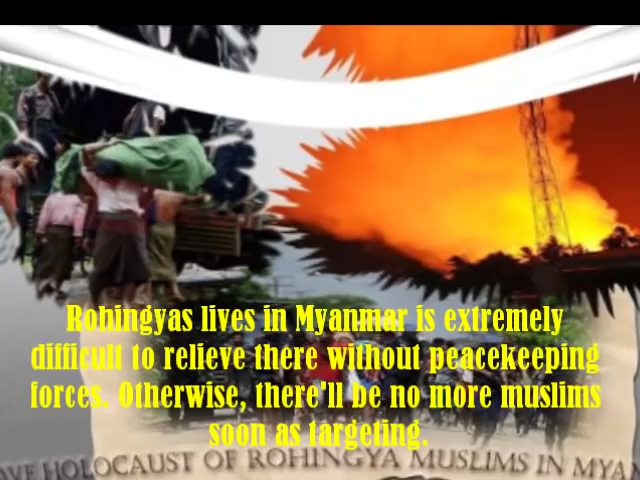 Rohingyas lives in Myanmar is extremely
difficult to relieve there without peacekeeping
forces. Otherwise, there'll be no more muslims
soon as targeting.
HOLOCAUST OF ROHINGYA MUSLIMS IN